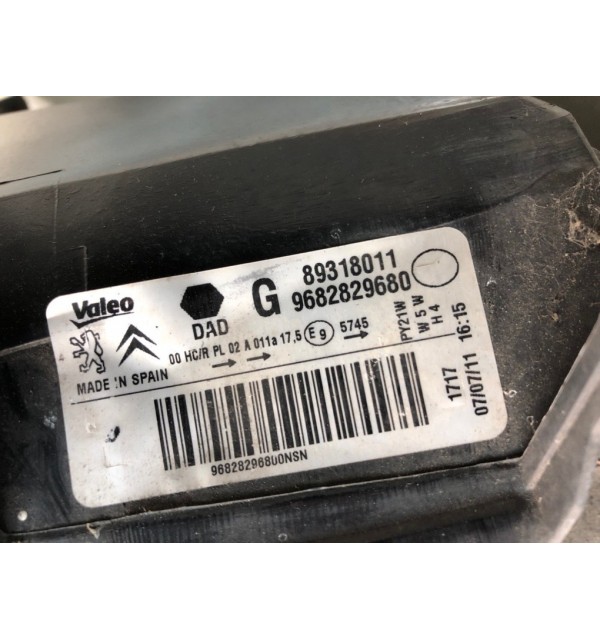 Valeo
DAD
G
89318011
9682829680
00 HC/R PL 02 A 011a 17,5 E9 5745
MADE IN SPAIN
9682829680NSN
PY21W
W5W
H4
1717
07/07/11 16:15